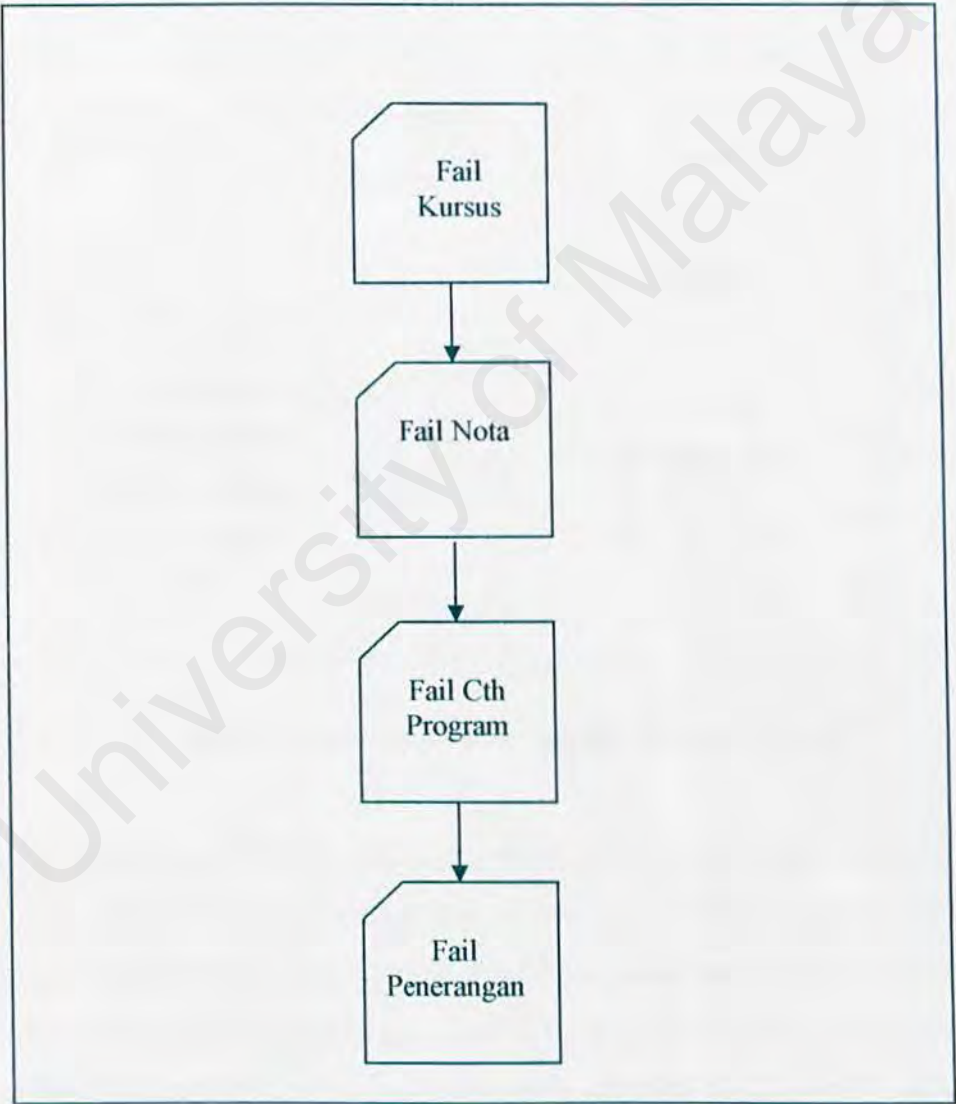 Fail
Kursus
Fail Nota
Fail Cth
Program
Fail
Penerangan
University of Malaya